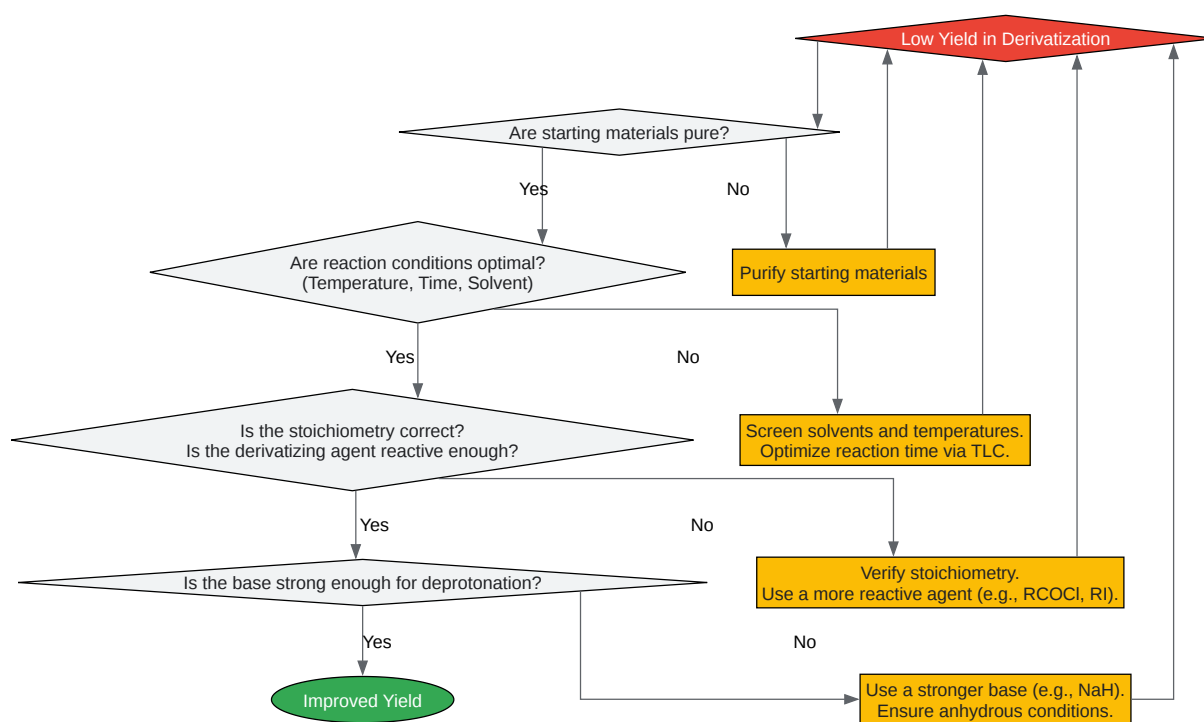 Low Yield in Derivatization
Are starting materials pure?
Yes
No
Are reaction conditions optimal?
(Temperature, Time, Solvent)
Purify starting materials
Yes
No
Is the stoichiometry correct?
Is the derivatizing agent reactive enough?
Screen solvents and temperatures.
Optimize reaction time via TLC.
Yes
No
Is the base strong enough for deprotonation?
Verify stoichiometry.
Use a more reactive agent (e.g., RCOCl, RI).
Yes
No
Improved Yield
Use a stronger base (e.g., NaH).
Ensure anhydrous conditions.